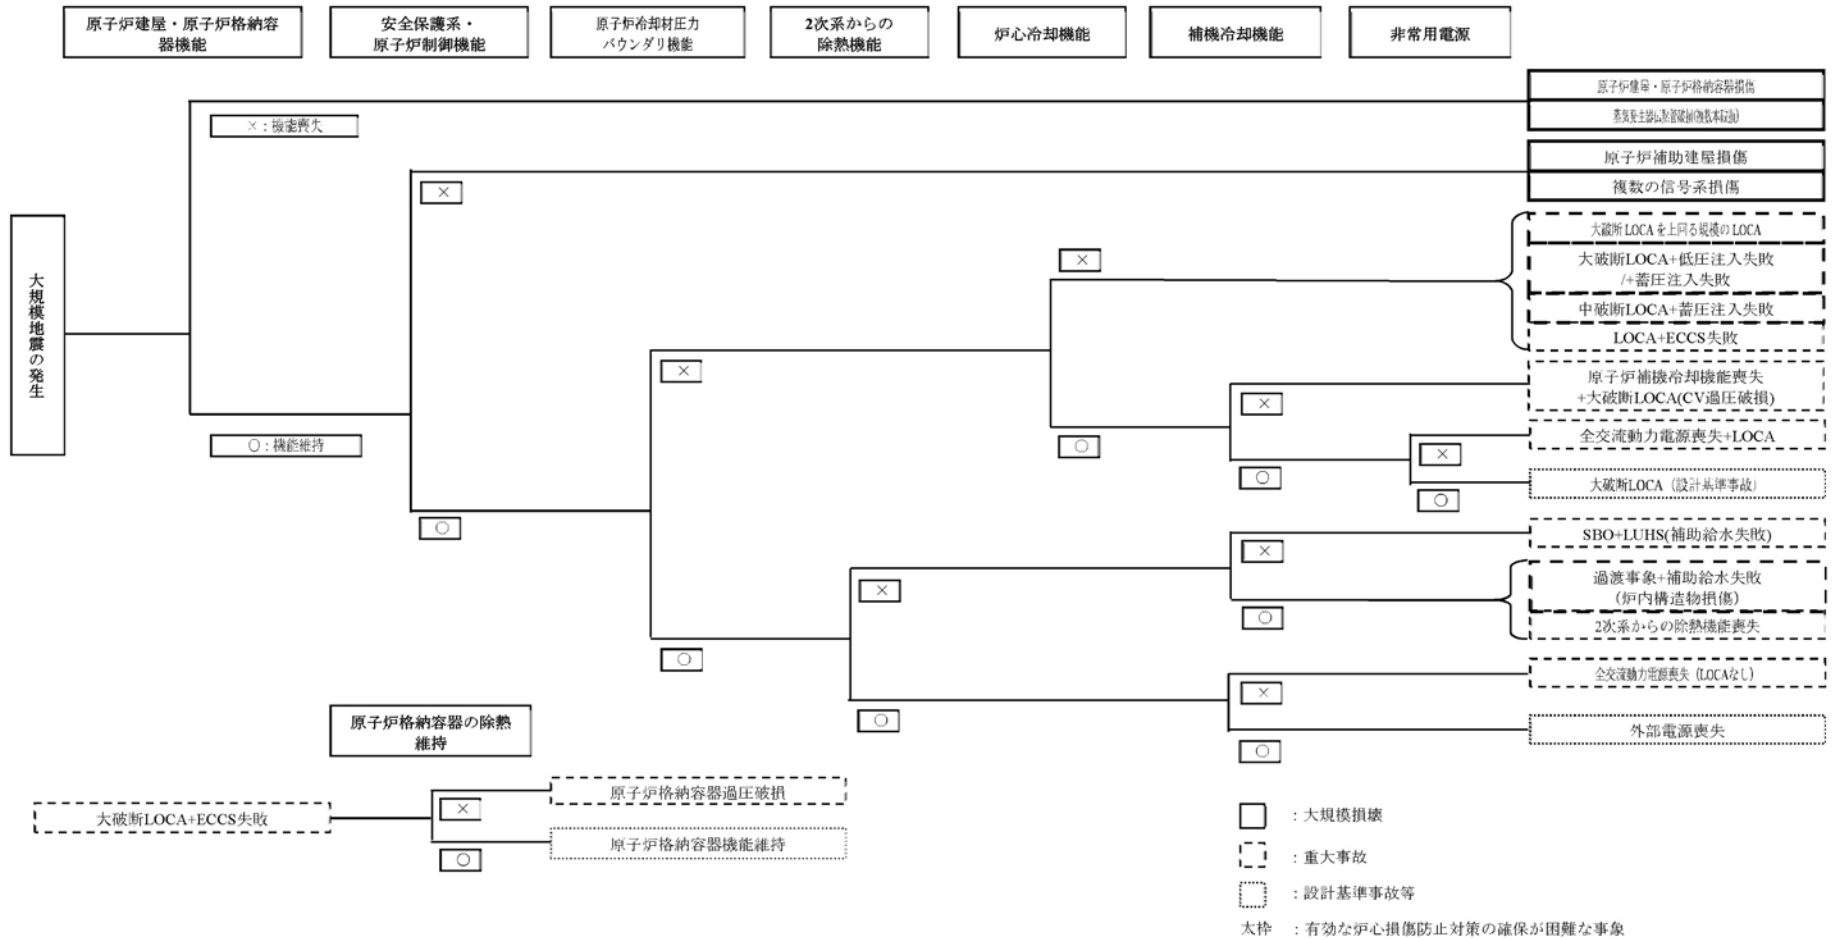 原子炉建屋・原子炉格納容
器機能
安全保護系・
原子炉制御機能
原子炉冷却材圧力
バウンダリ機能
2次系からの
除熱機能
炉心冷却機能
補機冷却機能
非常用電源
大規模地震の発生
×：機能喪失
○：機能維持
×
○
×
○
×
○
×
○
×
○
×
○
×
○
×
○
原子炉建屋・原子炉格納容器損傷
蒸気発生器伝熱管破損(複数本破損)
原子炉補助建屋損傷
複数の信号系損傷
大破断LOCAを上回る規模のLOCA
大破断LOCA+低圧注入失敗
/+蓄圧注入失敗
中破断LOCA+蓄圧注入失敗
LOCA+ECCS失敗
原子炉補機冷却機能喪失
+大破断LOCA(CV過圧破損)
全交流動力電源喪失+LOCA
大破断LOCA（設計基準事故）
SBO+LUHS(補助給水失敗)
過渡事象+補助給水失敗
（炉内構造物損傷）
2次系からの除熱機能喪失
全交流動力電源喪失（LOCAなし）
外部電源喪失
原子炉格納容器の除熱
維持
大破断LOCA+ECCS失敗
×
○
原子炉格納容器過圧破損
原子炉格納容器機能維持
：大規模損壊
：重大事故
：設計基準事故等
太枠　：有効な炉心損傷防止対策の確保が困難な事象